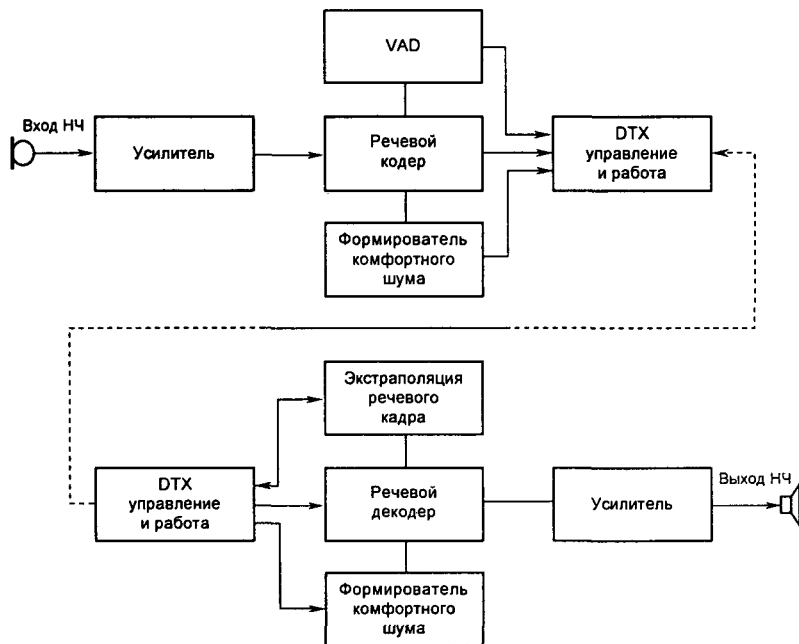 VAD
Вход НЧ
Усилитель
Речевой
кодер
DTX
управление
и работа
Формирователь
комфортного
шума
Экстраполяция
речевого
кадра
DTX
управление
и работа
Речевой
декодер
Усилитель
Выход НЧ
Формирователь
комфортного
шума